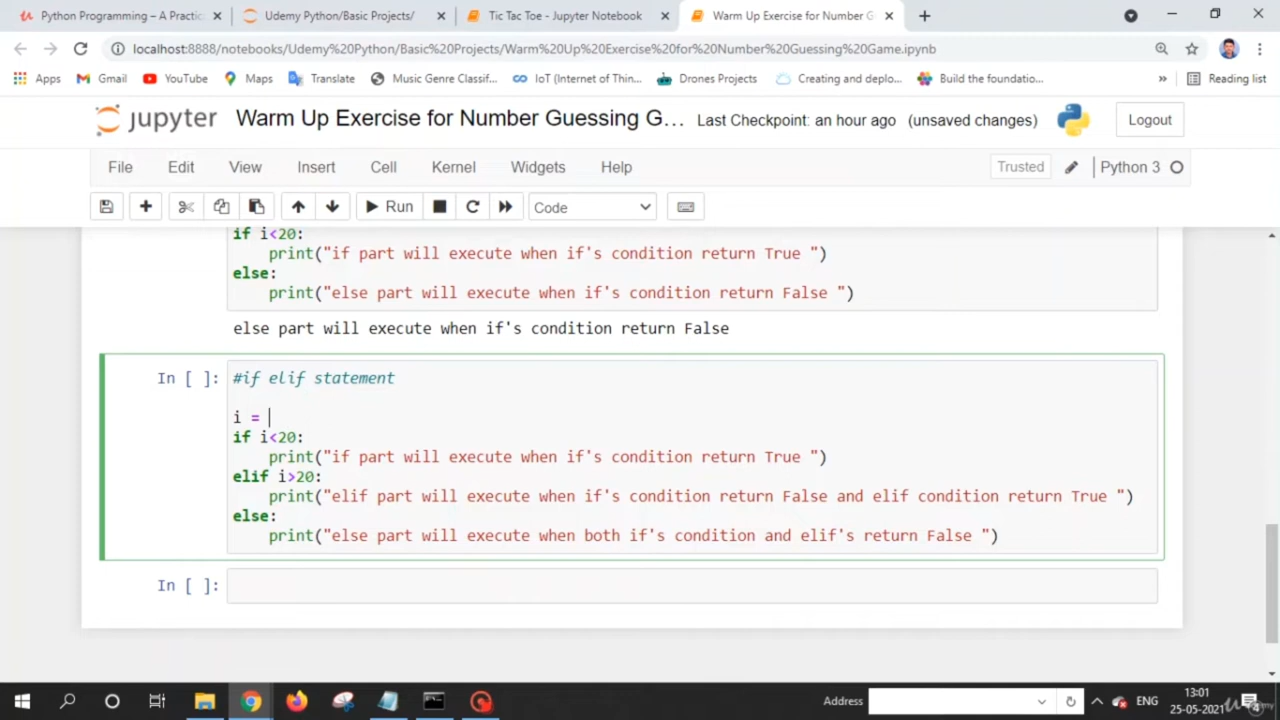 Python Programming – A Practic
Udemy Python/Basic Projects/
Tic Tac Toe - Jupyter Notebook
Warm Up Exercise for Number G
localhost:8888/notebooks/Udemy%20Python/Basic%20Projects/Warm%20Up%20Exercise%20for%20Number%20Guessing%20Game.ipynb
Apps
Gmail
YouTube
Maps
Translate
Music Genre Classif...
IoT (Internet of Thin...
Drones Projects
Creating and deplo...
Build the foundatio...
»
Reading list
jupyter
Warm Up Exercise for Number Guessing G...
Last Checkpoint: an hour ago
(unsaved changes)
Logout
File
Edit
View
Insert
Cell
Kernel
Widgets
Help
Trusted
Python 3
Run
Code
if i<20:
print("if part will execute when if's condition return True ")
else:
print("else part will execute when if's condition return False ")
else part will execute when if's condition return False
In [ ]:
#if elif statement
i =
if i<20:
print("if part will execute when if's condition return True ")
elif i>20:
print("elif part will execute when if's condition return False and elif condition return True ")
else:
print("else part will execute when both if's condition and elif's return False ")
In [ ]:
Address
ENG
13:01
25-05-2021